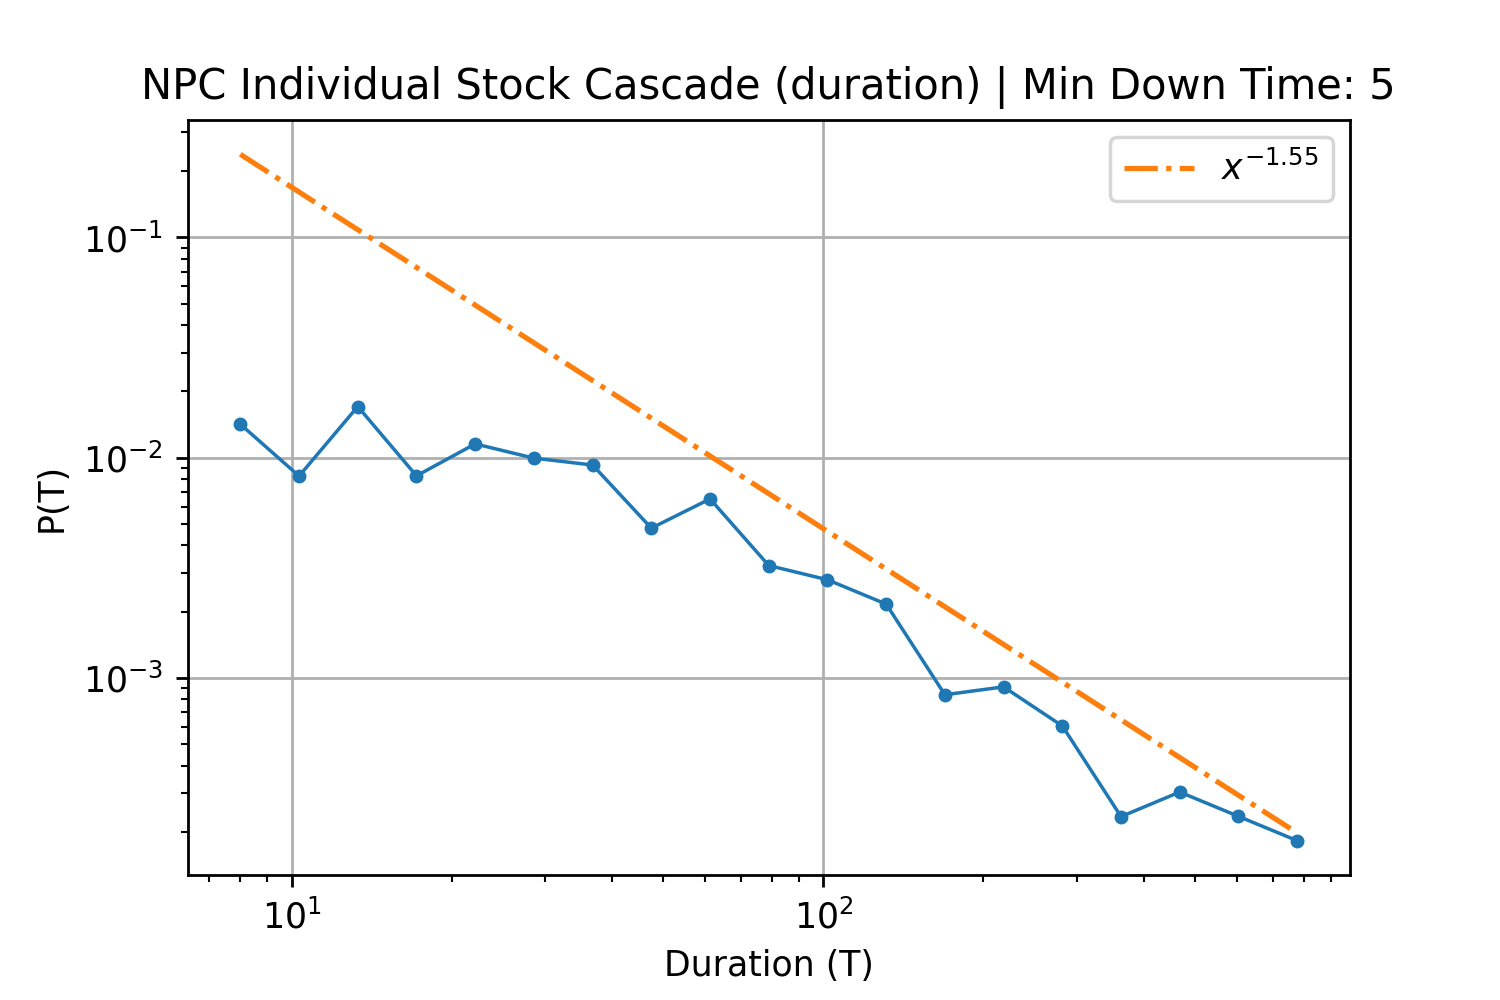 NPC Individual Stock Cascade (duration) | Min Down Time: 5
x^{-1.55}
10^{-1}
10^{-2}
10^{-3}
P(T)
10^{1} 10^{2}
Duration (T)